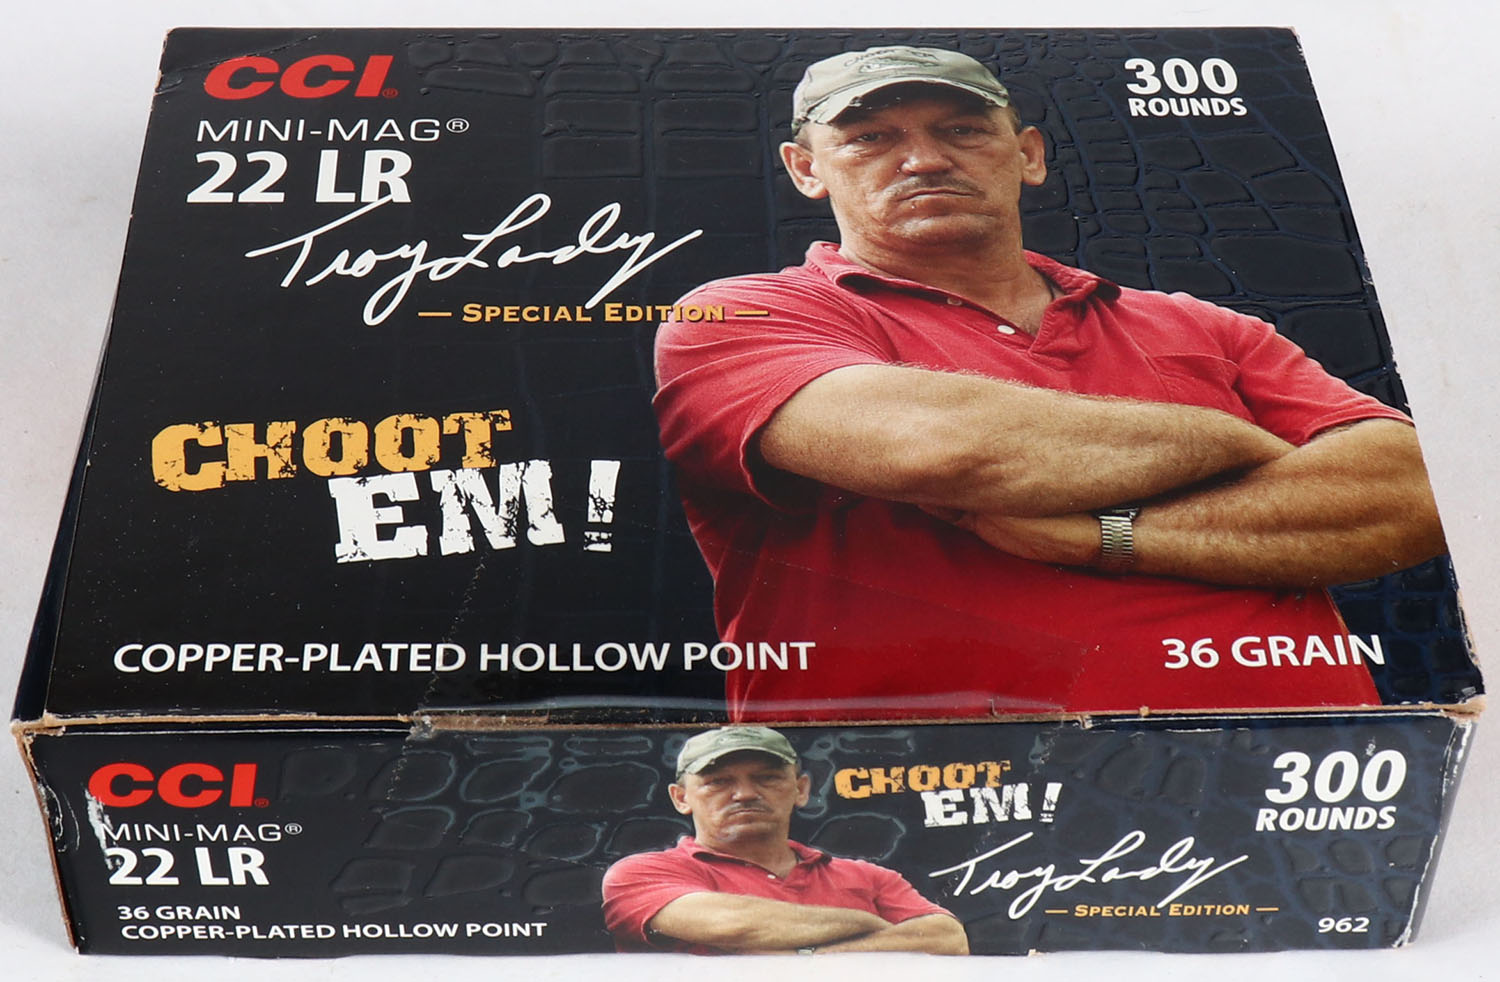 CCI®
MINI-MAG®
22 LR
Troy Landry
— SPECIAL EDITION —
300
ROUNDS
CHOOT
EM!
COPPER-PLATED HOLLOW POINT
36 GRAIN
CCI®
MINI-MAG®
22 LR
36 GRAIN
COPPER-PLATED HOLLOW POINT
CHOOT
EM!
Troy Landry
— SPECIAL EDITION —
300
ROUNDS
962